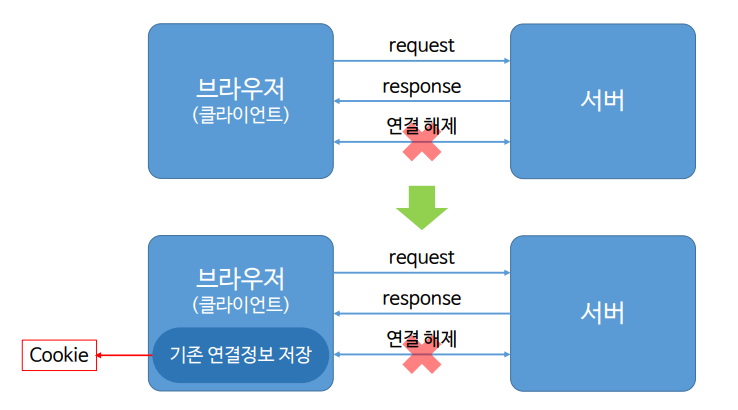 브라우저
(클라이언트)
request
response
연결 해제
서버
브라우저
(클라이언트)
기존 연결정보 저장
request
response
연결 해제
서버
Cookie